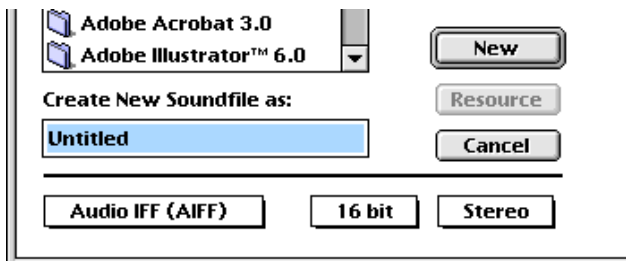 Adobe Acrobat 3.0
Adobe Illustrator™ 6.0
New
Create New Soundfile as:
Resource
Untitled
Cancel
Audio IFF (AIFF)
16 bit
Stereo